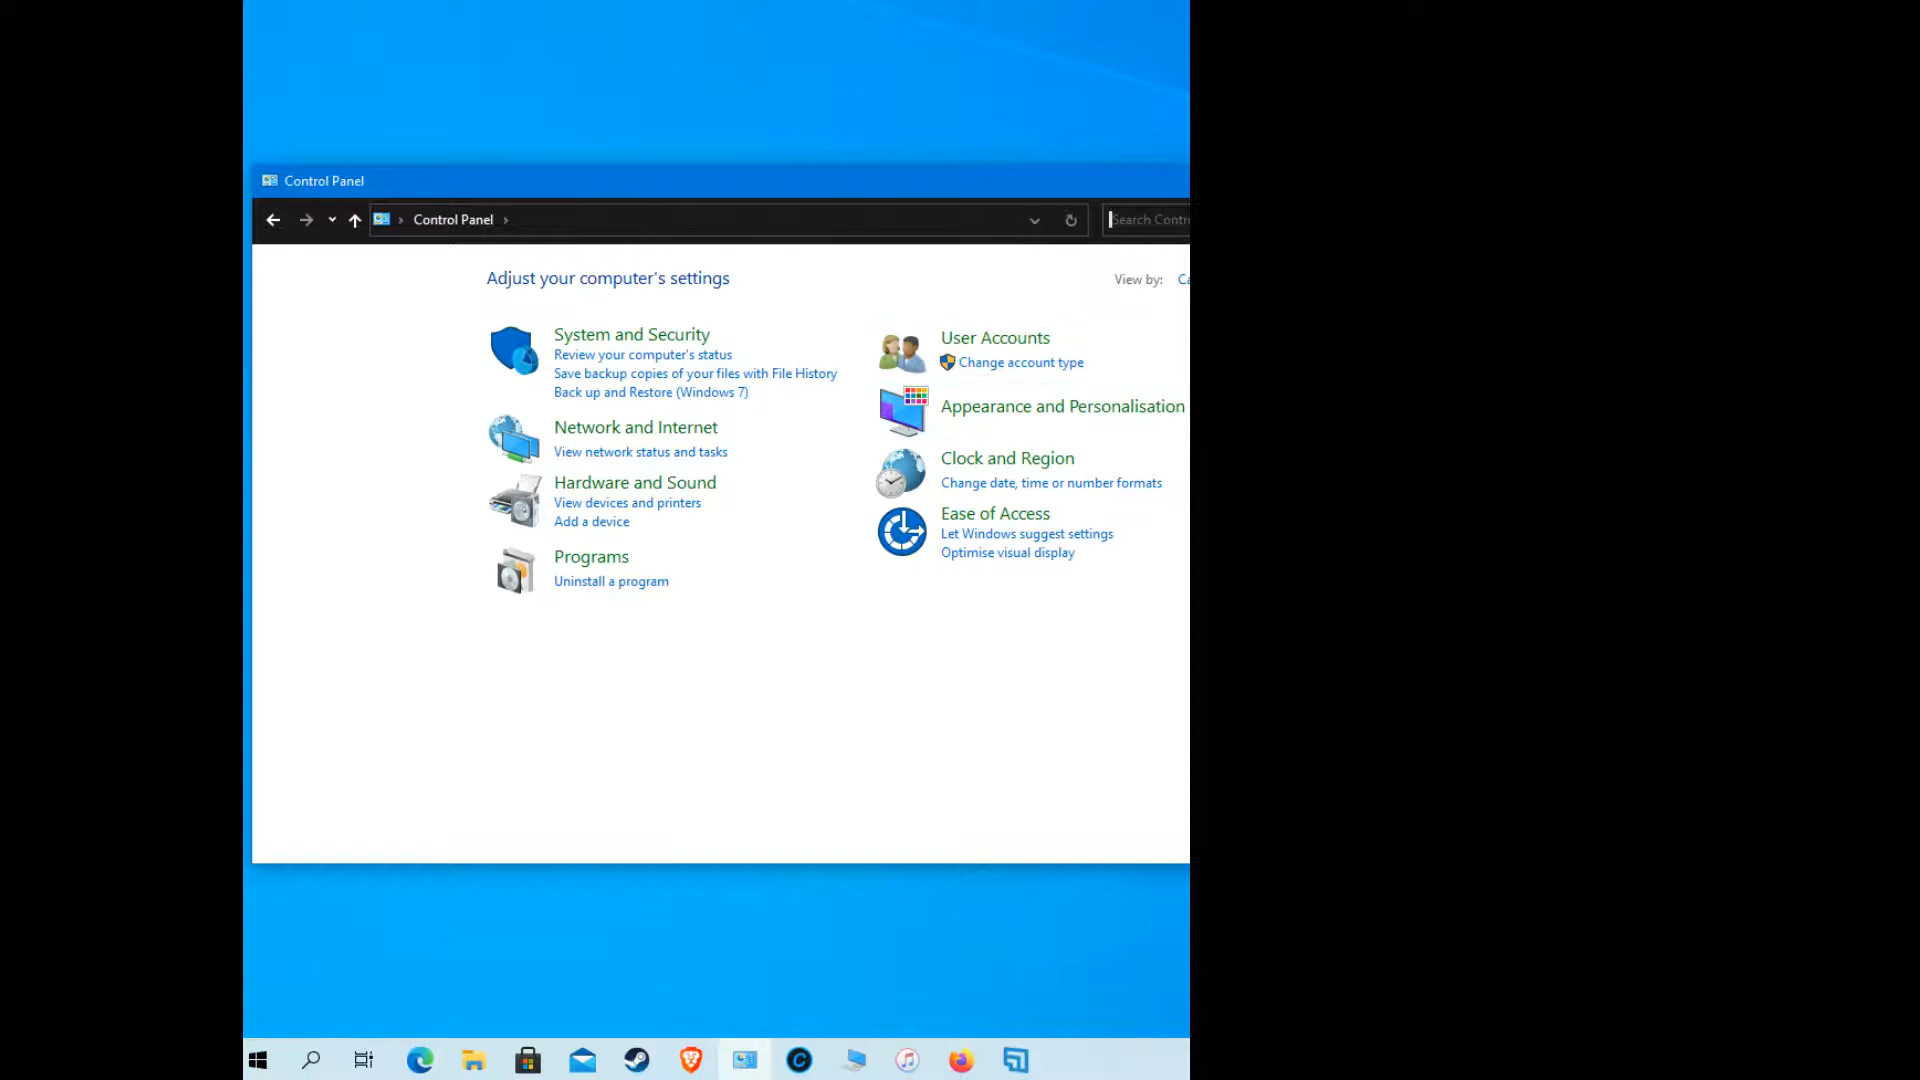 Control Panel
Control Panel
Search Contr
Adjust your computer's settings
View by:
System and Security
Review your computer's status
Save backup copies of your files with File History
Back up and Restore (Windows 7)
Network and Internet
View network status and tasks
Hardware and Sound
View devices and printers
Add a device
Programs
Uninstall a program
User Accounts
Change account type
Appearance and Personalisation
Clock and Region
Change date, time or number formats
Ease of Access
Let Windows suggest settings
Optimise visual display